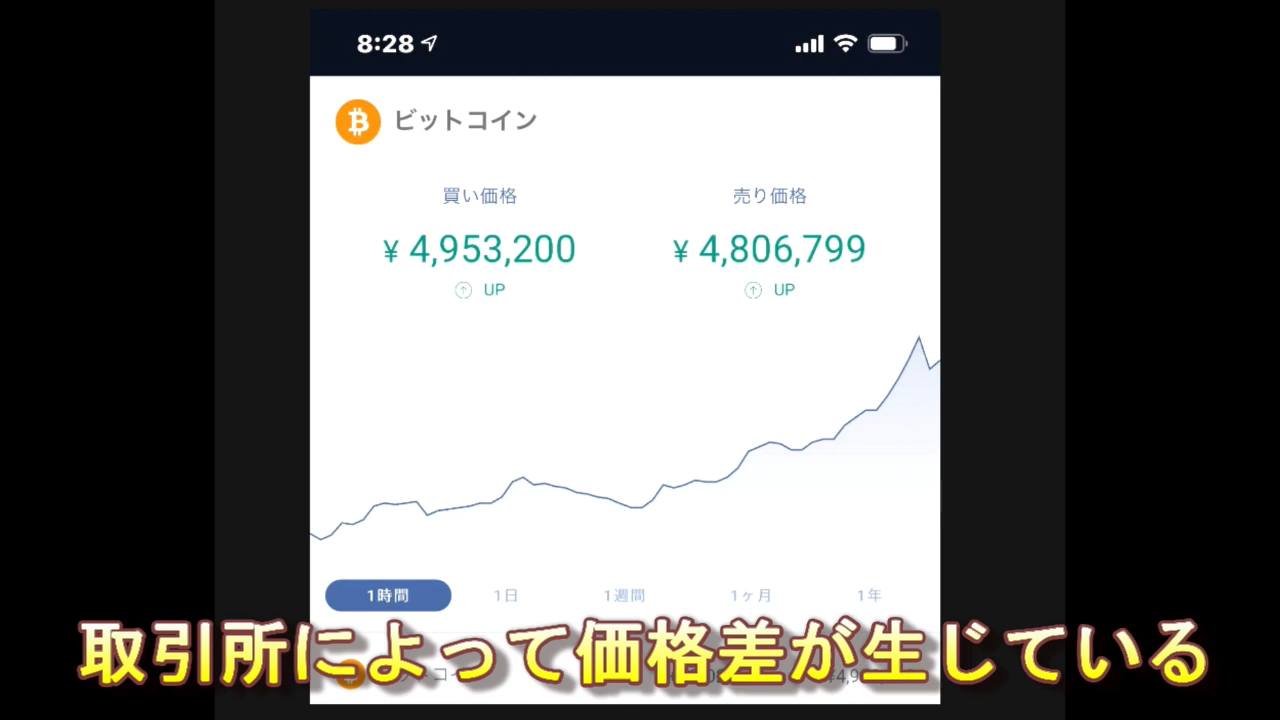 8:28
ビットコイン
買い価格 売り価格
¥ 4,953,200 ¥ 4,806,799
UP UP
1時間 1日 1週間 1ヶ月 1年
取引所によって価格差が生じている